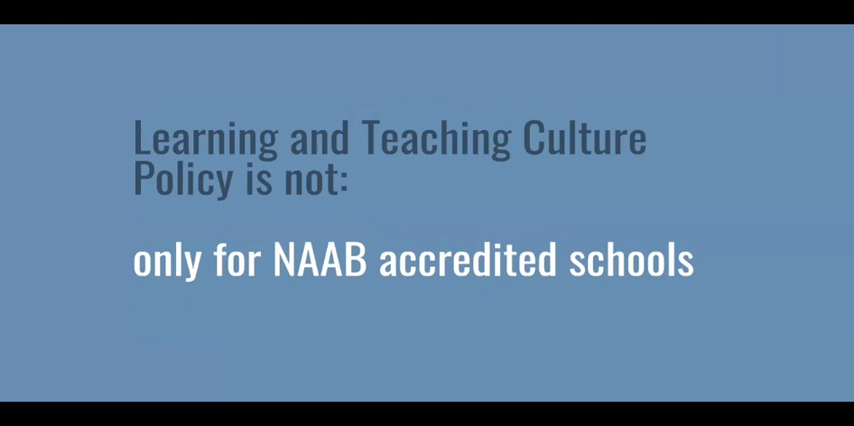 Learning and Teaching Culture
Policy is not:
only for NAAB accredited schools